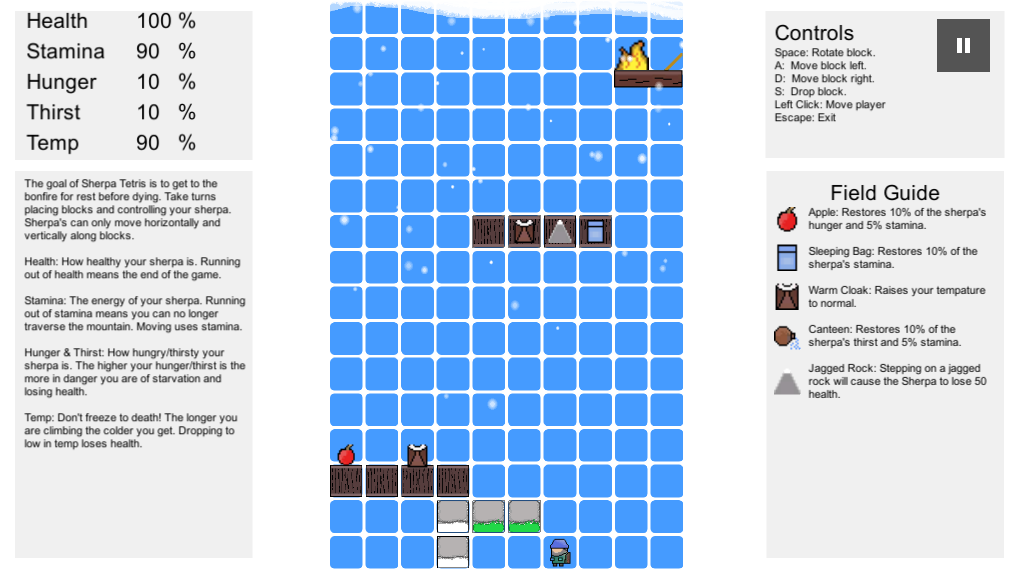 Health 100 %
Stamina 90 %
Hunger 10 %
Thirst 10 %
Temp 90 %
The goal of Sherpa Tetris is to get to the
bonfire for rest before dying. Take turns
placing blocks and controlling your sherpa.
Sherpa's can only move horizontally and
vertically along blocks.
Health: How healthy your sherpa is. Running
out of health means the end of the game.
Stamina: The energy of your sherpa. Running
out of stamina means you can no longer
traverse the mountain. Moving uses stamina.
Hunger & Thirst: How hungry/thirsty your
sherpa is. The higher your hunger/thirst is the
more in danger you are of starvation and
losing health.
Temp: Don't freeze to death! The longer you
are climbing the colder you get. Dropping to
low in temp loses health.
Controls
Space: Rotate block.
A: Move block left.
D: Move block right.
S: Drop block.
Left Click: Move player
Escape: Exit
Field Guide
Apple: Restores 10% of the sherpa's
hunger and 5% stamina.
Sleeping Bag: Restores 10% of the
sherpa's stamina.
Warm Cloak: Raises your tempature
to normal.
Canteen: Restores 10% of the
sherpa's thirst and 5% stamina.
Jagged Rock: Stepping on a jagged
rock will cause the Sherpa to lose 50
health.